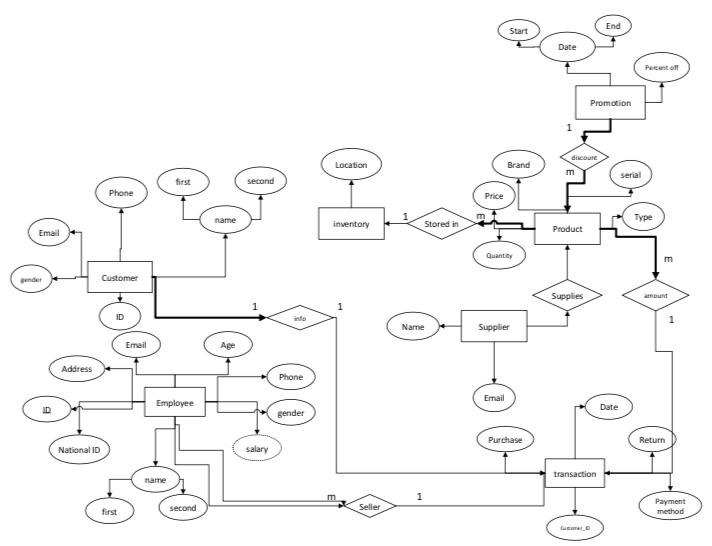 Start
End
Date
Percent off
Promotion
1
discount
m
Brand
serial
Location
Price
first
second
Phone
name
inventory
1
Stored in
m
Product
Type
Email
Quantity
m
gender
Customer
ID
1
info
1
Supplies
amount
1
Name
Supplier
Email
Age
Address
Phone
Email
ID
Employee
gender
Date
National ID
salary
Purchase
Return
name
transaction
first
second
m
Seller
1
Payment
method
Customer_ID